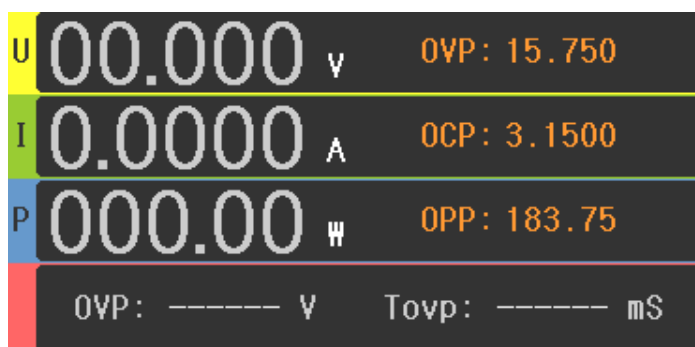 U 00.000 V OVP: 15.750
I 0.0000 A OCP: 3.1500
P 000.00 W OPP: 183.75
OVP: ------ V Tovp: ------ mS